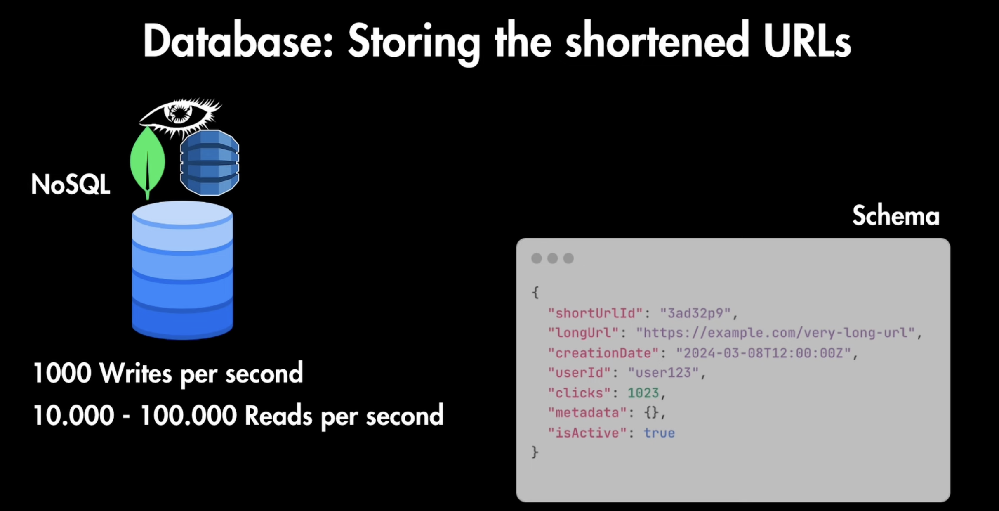 Database: Storing the shortened URLs
NoSQL
1000 Writes per second
10.000 - 100.000 Reads per second
Schema
{
"shortUrlId": "3ad32p9",
"longUrl": "https://example.com/very-long-url",
"creationDate": "2024-03-08T12:00:00Z",
"userId": "user123",
"clicks": 1023,
"metadata": {},
"isActive": true
}